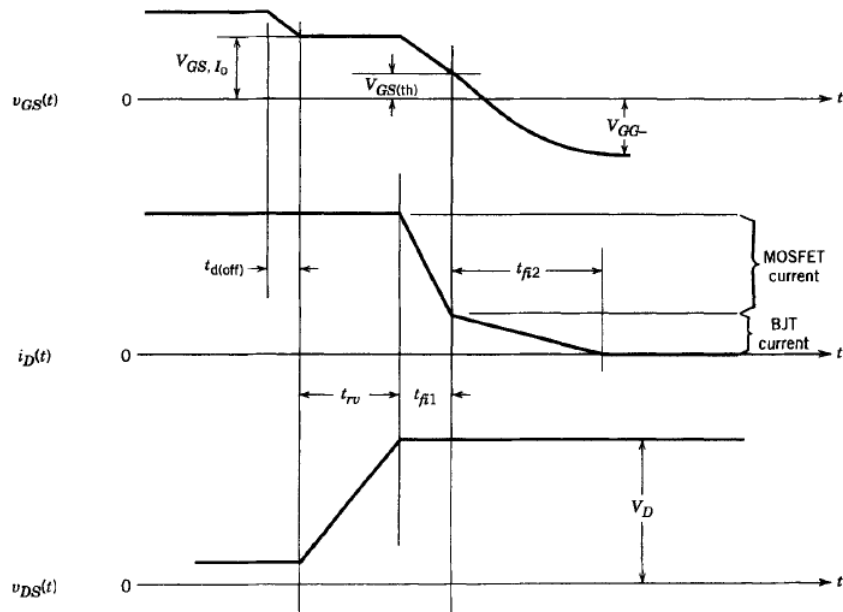 V_GS, I₀
V_GS(th)
v_GS(t)
0
t
V_GG-
t_d(off)
t_fi2
MOSFET
current
BJT
current
i_D(t)
0
t
t_rv
t_fi1
V_D
v_DS(t)
0
t